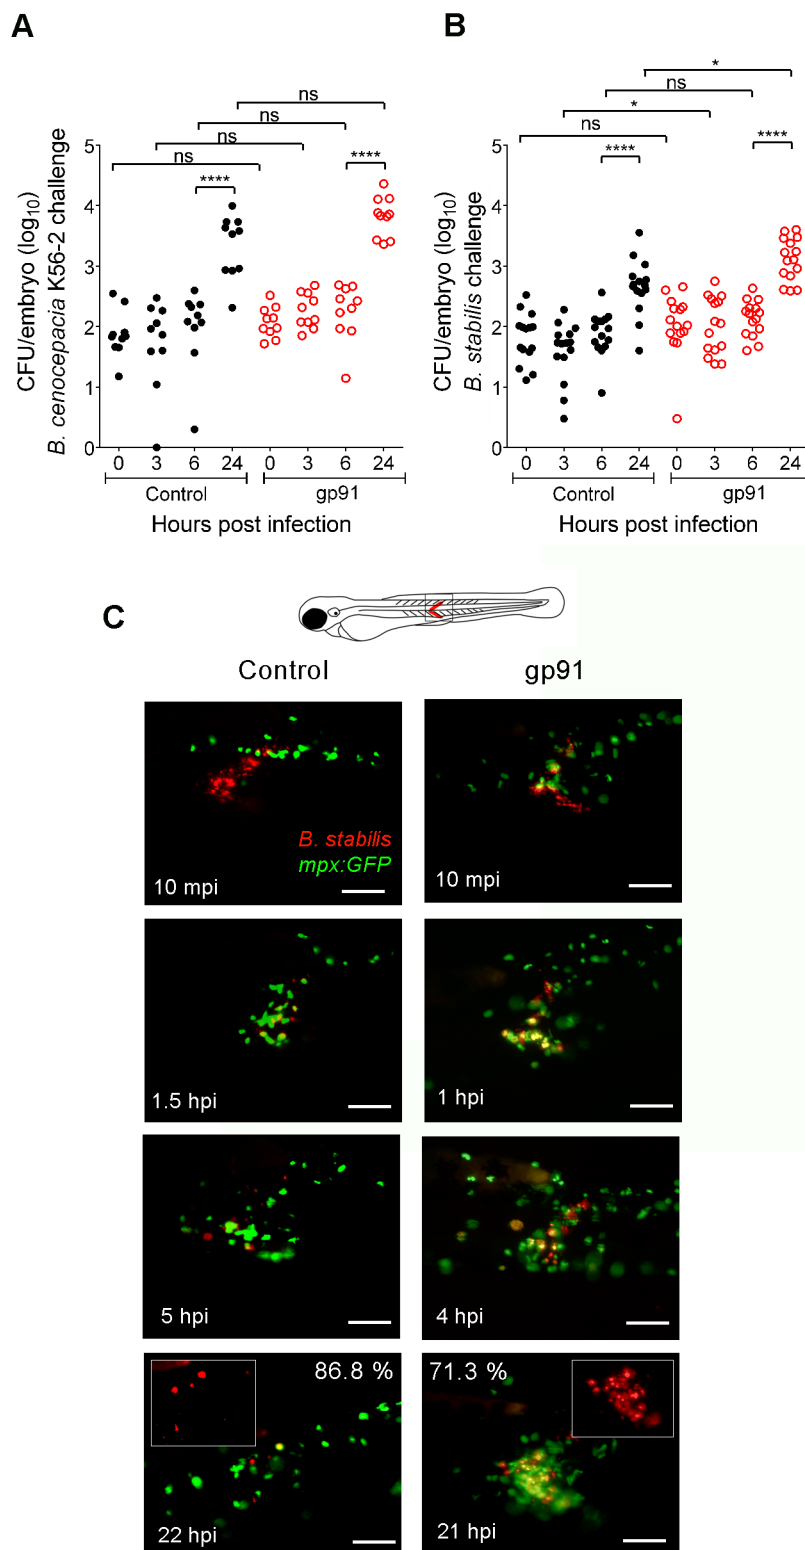 A
B
ns
ns
ns
ns
****
****
CFU/embryo (log10)
B. cenocepacia K56-2 challenge
5
4
3
2
1
0
0 3 6 24 0 3 6 24
Control gp91
Hours post infection
*
ns
*
ns
****
****
CFU/embryo (log10)
B. stabilis challenge
5
4
3
2
1
0
0 3 6 24 0 3 6 24
Control gp91
Hours post infection
C
Control gp91
B. stabilis
mpx:GFP
10 mpi 10 mpi
1.5 hpi 1 hpi
5 hpi 4 hpi
86.8 % 71.3 %
22 hpi 21 hpi